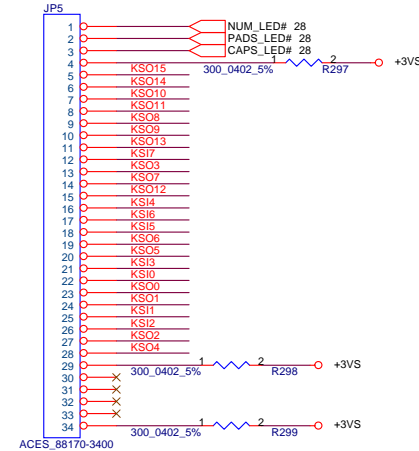 JP5
1 NUM_LED# 28
2 PADS_LED# 28
3 CAPS_LED# 28
4 300_0402_5% 1 2 R297 +3VS
5 KSO15
6 KSO14
7 KSO10
8 KSO11
9 KSO8
10 KSO9
11 KSO13
12 KSI7
13 KSO3
14 KSO7
15 KSO12
16 KSI4
17 KSI6
18 KSI5
19 KSO6
20 KSO5
21 KSI3
22 KSI0
23 KSO0
24 KSO1
25 KSI1
26 KSI2
27 KSO2
28 KSO4
29 300_0402_5% 1 2 R298 +3VS
30
31
32
33
34 300_0402_5% 1 2 R299 +3VS
ACES_88170-3400